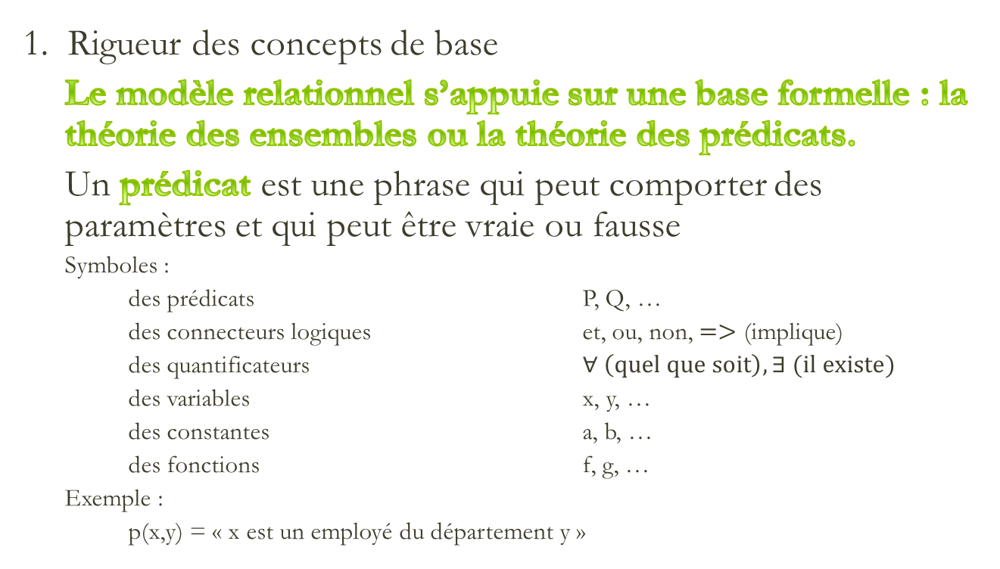 1. Rigueur des concepts de base
Le modèle relationnel s’appuie sur une base formelle : la
théorie des ensembles ou la théorie des prédicats.
Un prédicat est une phrase qui peut comporter des
paramètres et qui peut être vraie ou fausse
Symboles :
des prédicats P, Q, …
des connecteurs logiques et, ou, non, => (implique)
des quantificateurs ∀ (quel que soit), ∃ (il existe)
des variables x, y, …
des constantes a, b, …
des fonctions f, g, …
Exemple :
p(x,y) = « x est un employé du département y »